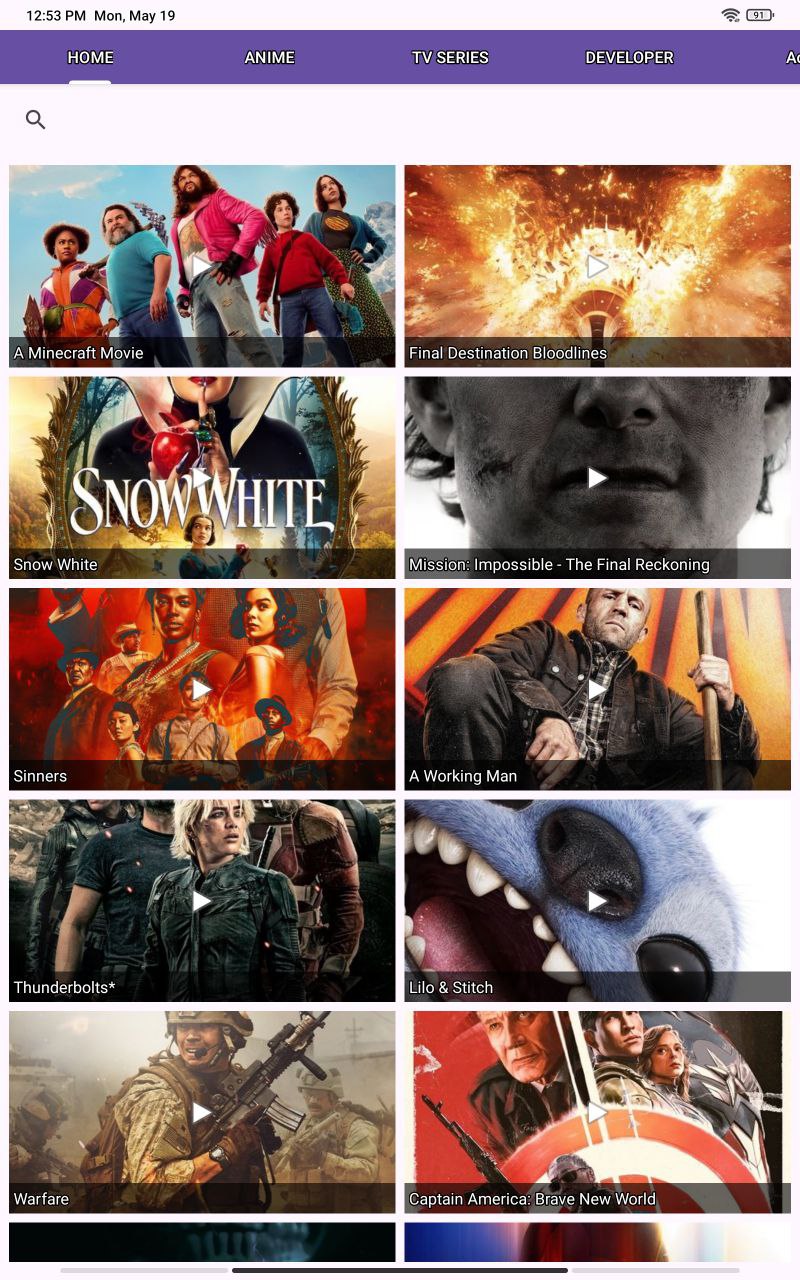 12:53 PM Mon, May 19
91
HOME ANIME TV SERIES DEVELOPER
A Minecraft Movie
Final Destination Bloodlines
SNOW WHITE
Snow White
Mission: Impossible - The Final Reckoning
Sinners
A Working Man
Thunderbolts*
Lilo & Stitch
Warfare
Captain America: Brave New World